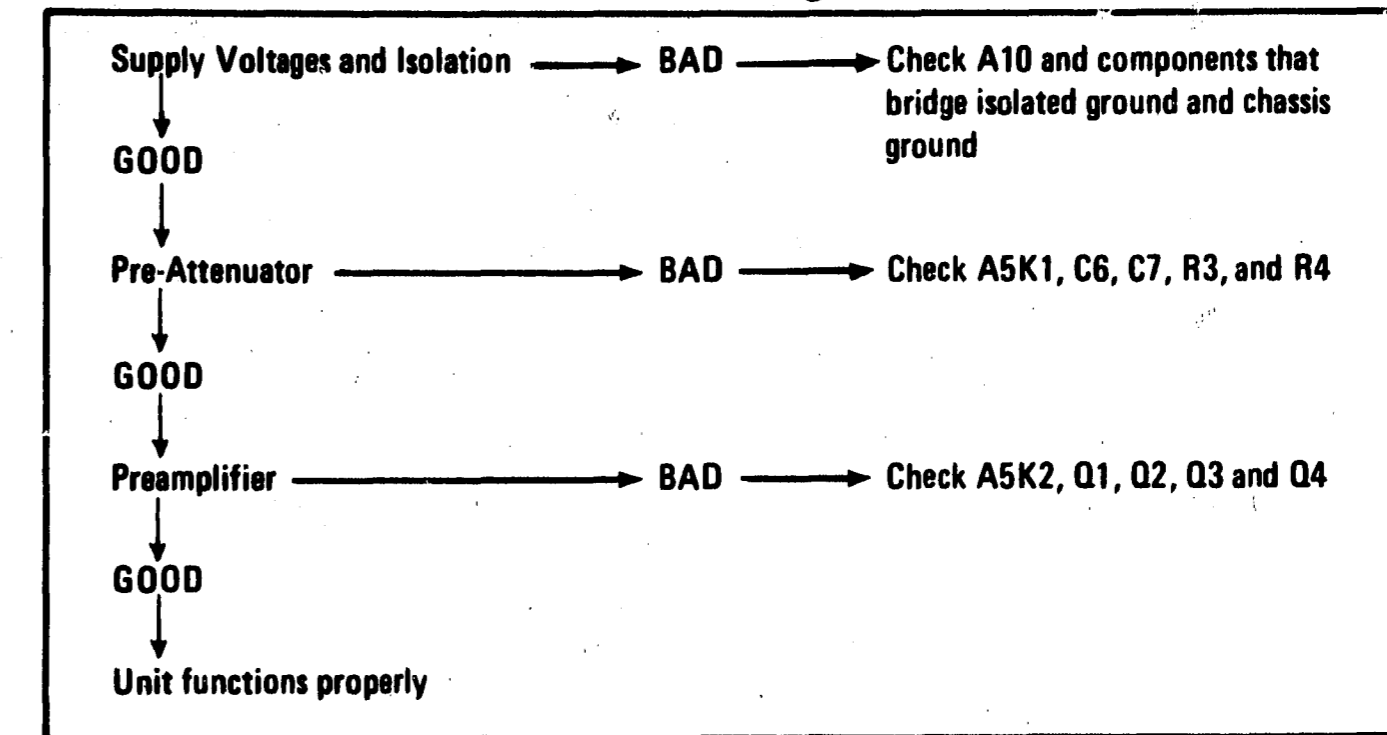 Supply Voltages and Isolation BAD Check A10 and components that
bridge isolated ground and chassis
ground
GOOD
Pre-Attenuator BAD Check A5K1, C6, C7, R3, and R4
GOOD
Preamplifier BAD Check A5K2, Q1, Q2, Q3 and Q4
GOOD
Unit functions properly